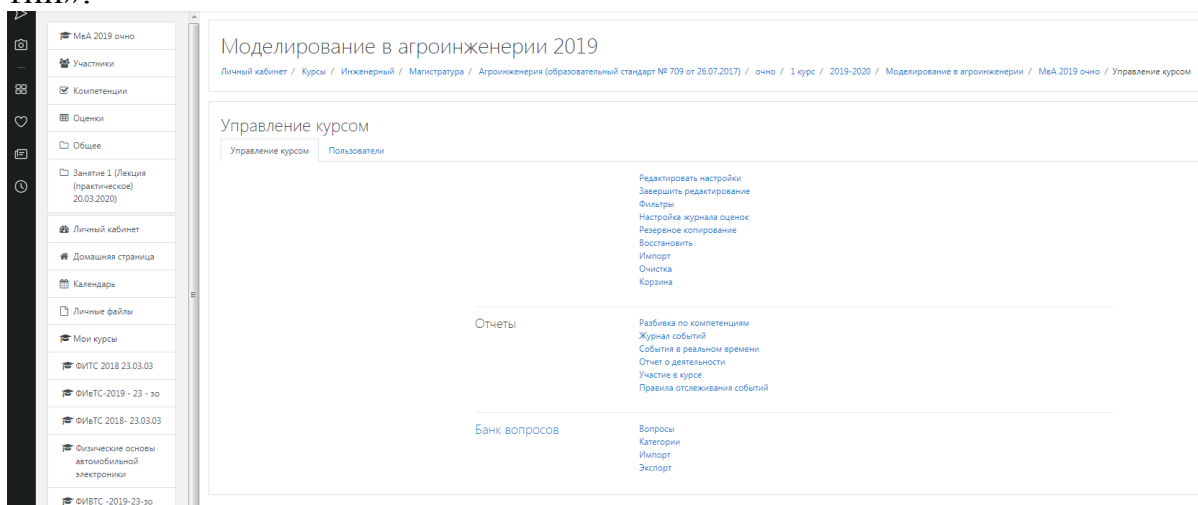 МвА 2019 очно
Участники
Компетенции
Оценки
Общее
Занятие 1 (Лекция
(практическое)
20.03.2020)
Личный кабинет
Домашняя страница
Календарь
Личные файлы
Мои курсы
ФИТС 2018 23.03.03
ФИвТС-2019 - 23 - зо
ФИвТС 2018- 23.03.03
Физические основы
автомобильной
электроники
ФИВТС -2019-23-зо
Моделирование в агроинженерии 2019
Личный кабинет / Курсы / Инженерный / Магистратура / Агроинженерия (образовательный стандарт № 709 от 26.07.2017) / очно / 1 курс / 2019-2020 / Моделирование в агроинженерии / МвА 2019 очно / Управление курсом
Управление курсом
Управление курсом Пользователи
Редактировать настройки
Завершить редактирование
Фильтры
Настройка журнала оценок
Резервное копирование
Восстановить
Импорт
Очистка
Корзина
Отчеты
Разбивка по компетенциям
Журнал событий
События в реальном времени
Отчет о деятельности
Участие в курсе
Правила отслеживания событий
Банк вопросов
Вопросы
Категории
Импорт
Экспорт